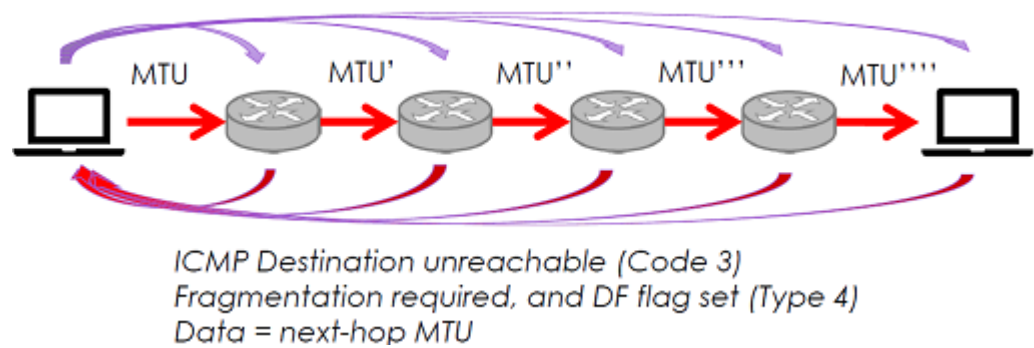 MTU
MTU'
MTU''
MTU'''
MTU''''
ICMP Destination unreachable (Code 3)
Fragmentation required, and DF flag set (Type 4)
Data = next-hop MTU